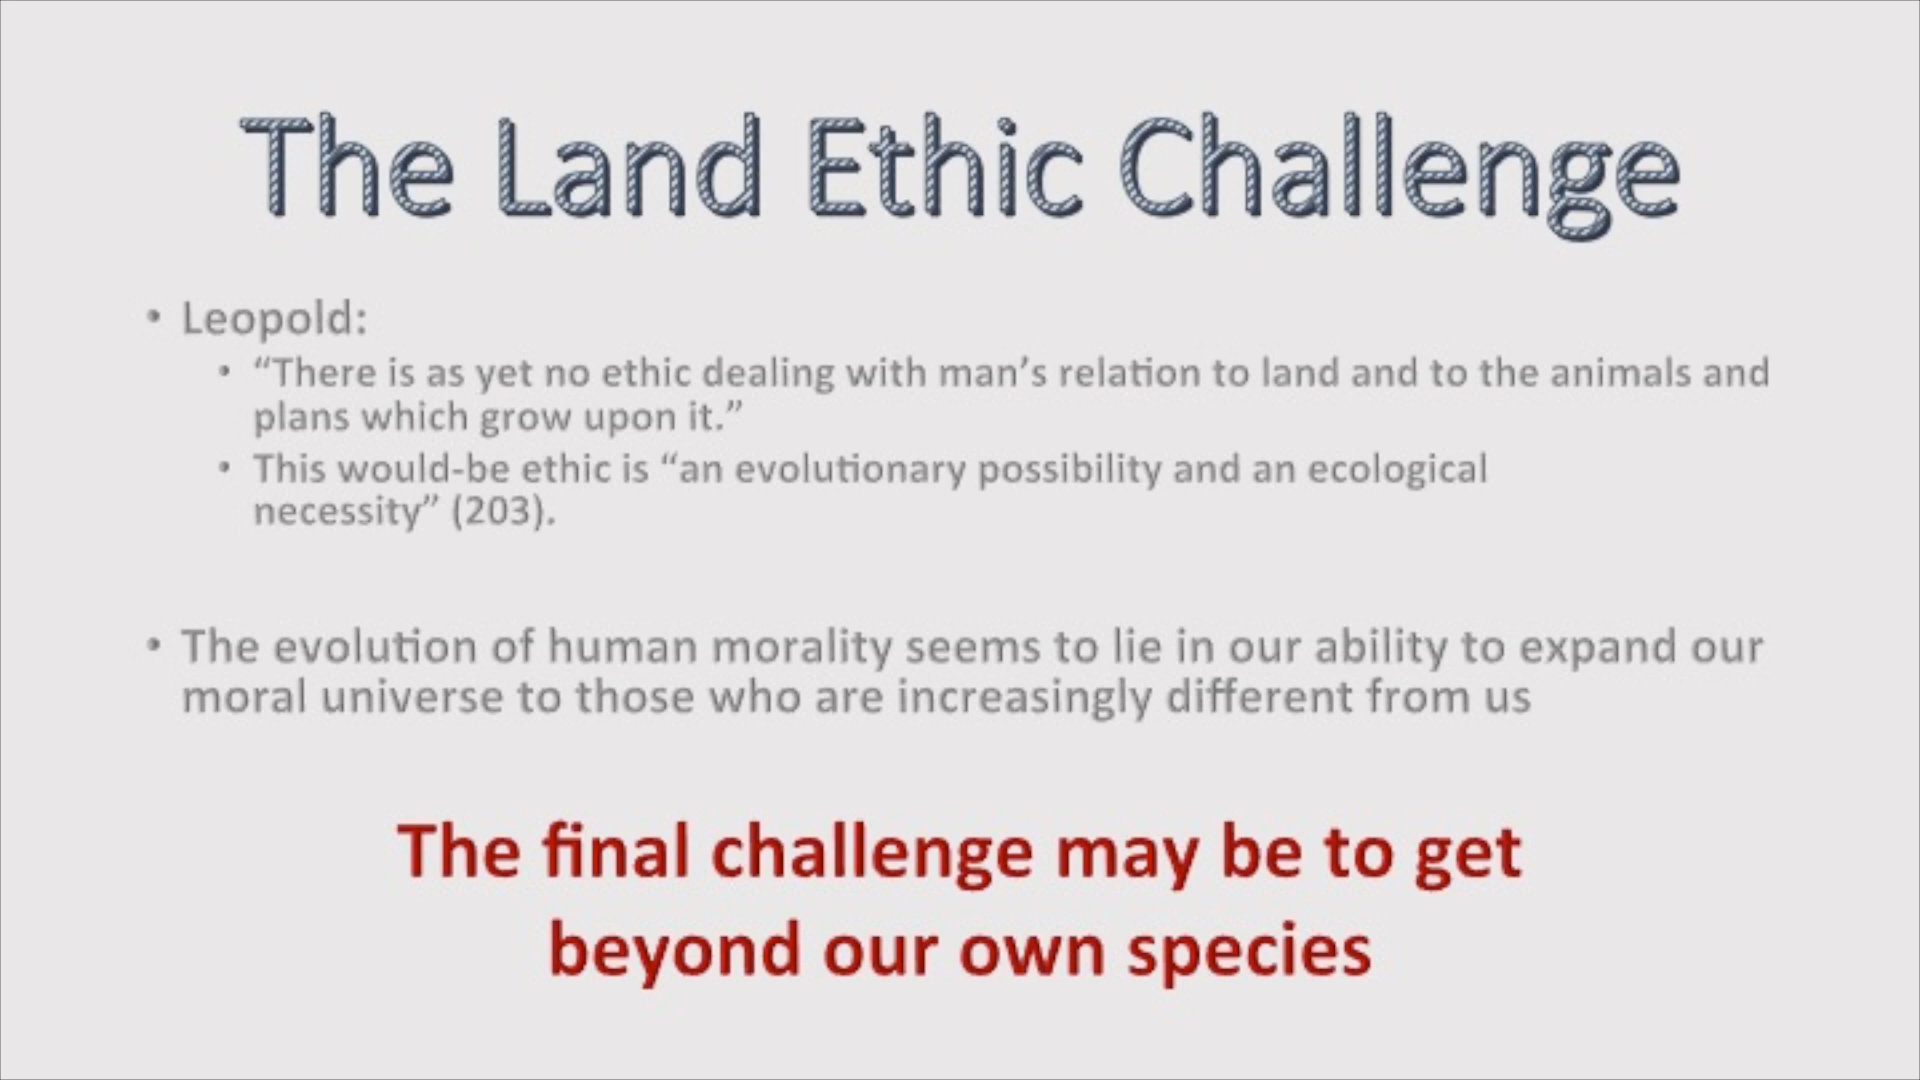 The Land Ethic Challenge
• Leopold:
• “There is as yet no ethic dealing with man’s relation to land and to the animals and
plans which grow upon it.”
• This would-be ethic is “an evolutionary possibility and an ecological
necessity” (203).
• The evolution of human morality seems to lie in our ability to expand our
moral universe to those who are increasingly different from us
The final challenge may be to get
beyond our own species